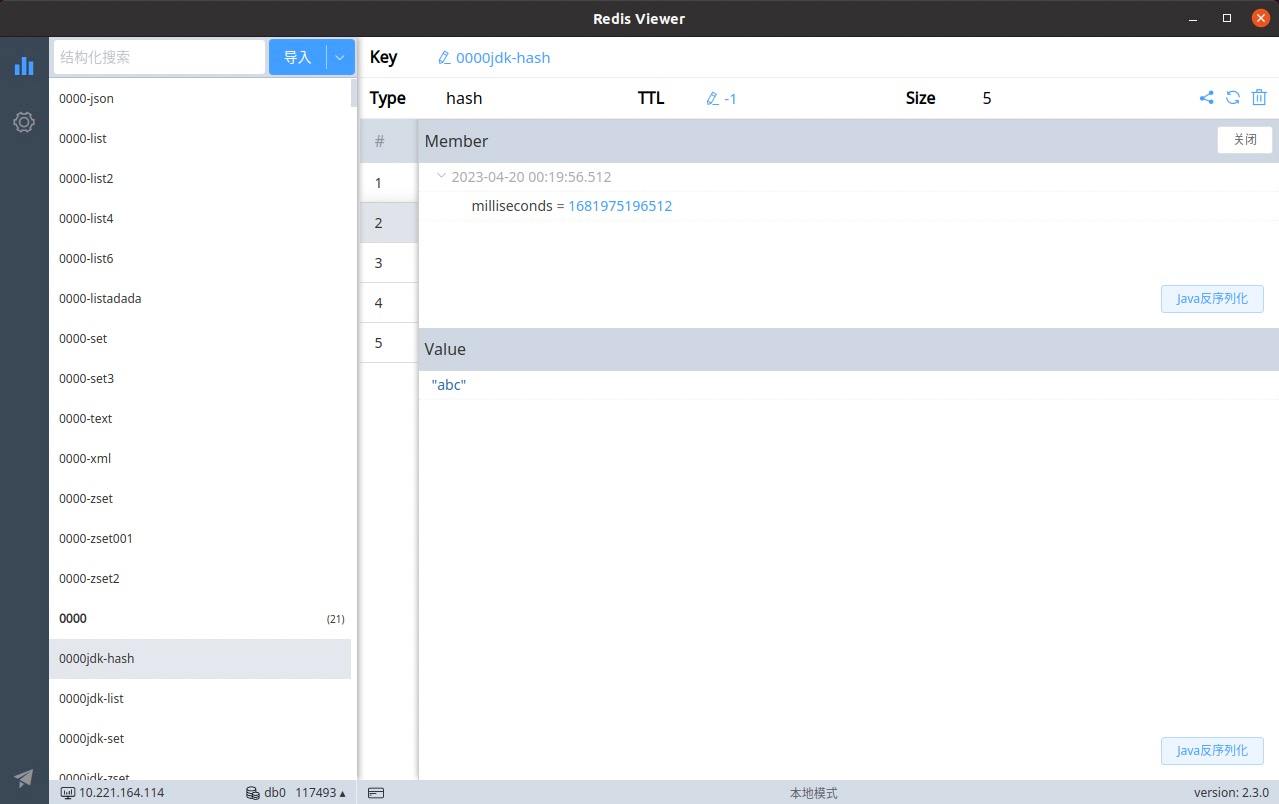 Redis Viewer
结构化搜索
导入
0000-json
0000-list
0000-list2
0000-list4
0000-list6
0000-listadada
0000-set
0000-set3
0000-text
0000-xml
0000-zset
0000-zset001
0000-zset2
0000 (21)
0000jdk-hash
0000jdk-list
0000jdk-set
0000jdk-zset
Key 0000jdk-hash
Type hash TTL -1 Size 5
# Member 关闭
1
2
3
4
5
2023-04-20 00:19:56.512
milliseconds = 1681975196512
Java反序列化
Value
"abc"
Java反序列化
10.221.164.114 db0 117493 ▴ 本地模式 version: 2.3.0